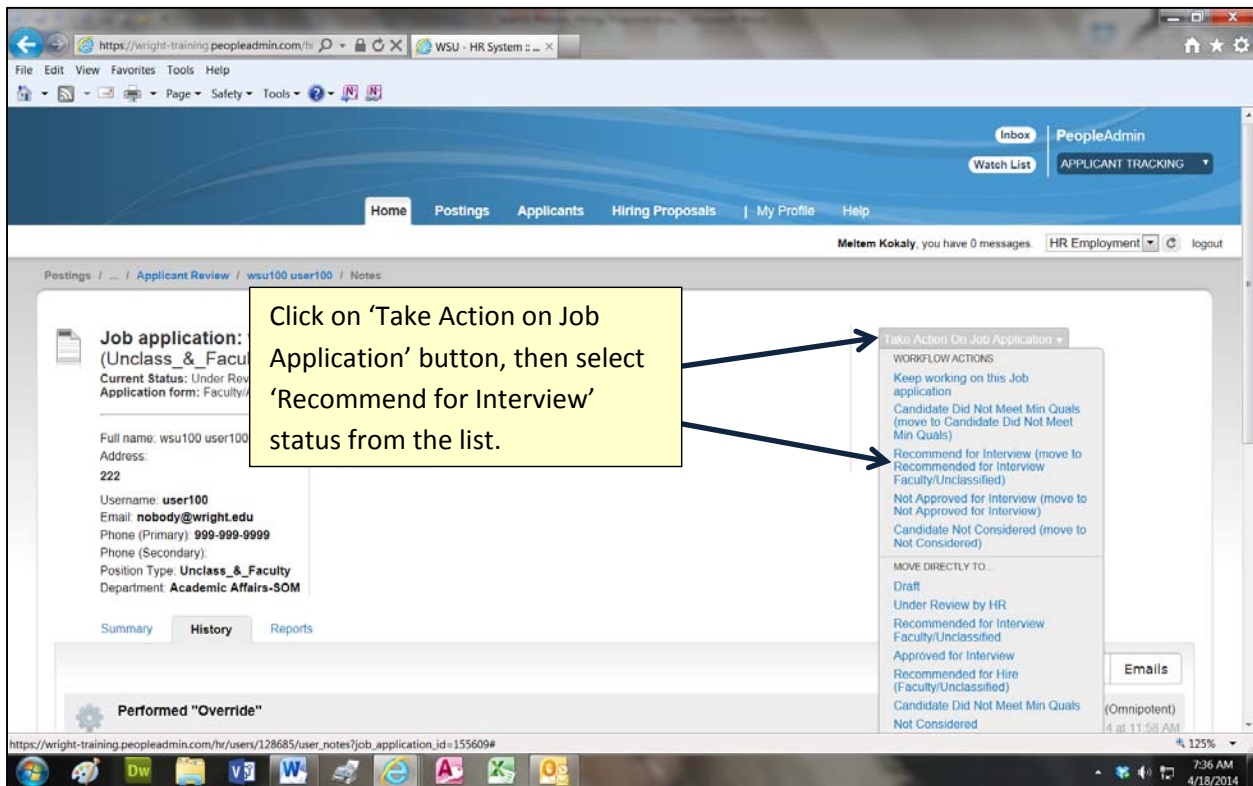 https://wright-training.peopleadmin.com/h
WSU - HR System :: ...
File Edit View Favorites Tools Help
Page Safety Tools
Inbox PeopleAdmin
Watch List APPLICANT TRACKING
Home Postings Applicants Hiring Proposals | My Profile Help
Meltem Kokaly, you have 0 messages. HR Employment logout
Postings / ... / Applicant Review / wsu100 user100 / Notes
Click on ‘Take Action on Job
Application’ button, then select
‘Recommend for Interview’
status from the list.
Job application:
(Unclass_&_Facul
Current Status: Under Rev
Application form: Faculty/A
Full name: wsu100 user100
Address:
222
Username: user100
Email: nobody@wright.edu
Phone (Primary): 999-999-9999
Phone (Secondary):
Position Type: Unclass_&_Faculty
Department: Academic Affairs-SOM
Take Action On Job Application
WORKFLOW ACTIONS
Keep working on this Job
application
Candidate Did Not Meet Min Quals
(move to Candidate Did Not Meet
Min Quals)
Recommend for Interview (move to
Recommended for Interview
Faculty/Unclassified)
Not Approved for Interview (move to
Not Approved for Interview)
Candidate Not Considered (move to
Not Considered)
MOVE DIRECTLY TO...
Draft
Under Review by HR
Recommended for Interview
Faculty/Unclassified
Approved for Interview
Recommended for Hire
(Faculty/Unclassified)
Candidate Did Not Meet Min Quals
Not Considered
Summary History Reports
Emails
Performed "Override"
(Omnipotent)
4 at 11:56 AM
https://wright-training.peopleadmin.com/hr/users/128685/user_notes?job_application_id=155609#
125%
Dw
7:36 AM
4/18/2014